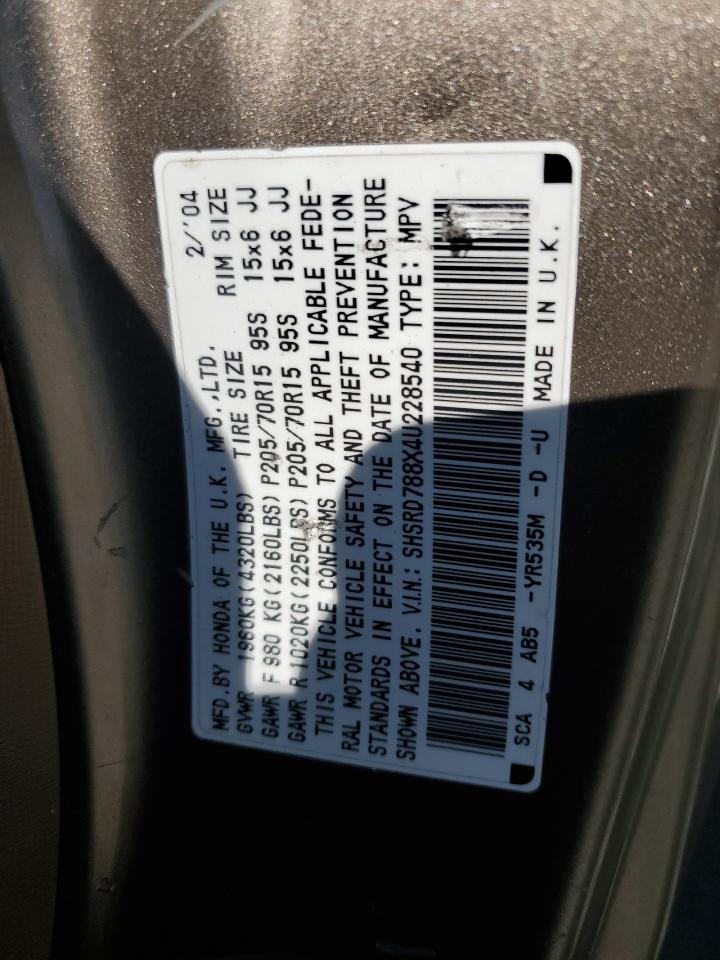 MFD.BY HONDA OF THE U.K. MFG.,LTD. 2/'04
GVWR 1960KG(4320LBS) TIRE SIZE RIM SIZE
GAWR F 980 KG(2160LBS) P205/70R15 95S 15x6 JJ
GAWR R 1020KG(2250LBS) P205/70R15 95S 15x6 JJ
THIS VEHICLE CONFORMS TO ALL APPLICABLE FEDE-
RAL MOTOR VEHICLE SAFETY AND THEFT PREVENTION
STANDARDS IN EFFECT ON THE DATE OF MANUFACTURE
SHOWN ABOVE. V.I.N.: SHSRD788X4U228540 TYPE: MPV
SCA 4 AB5 -YR535M -D -U MADE IN U.K.